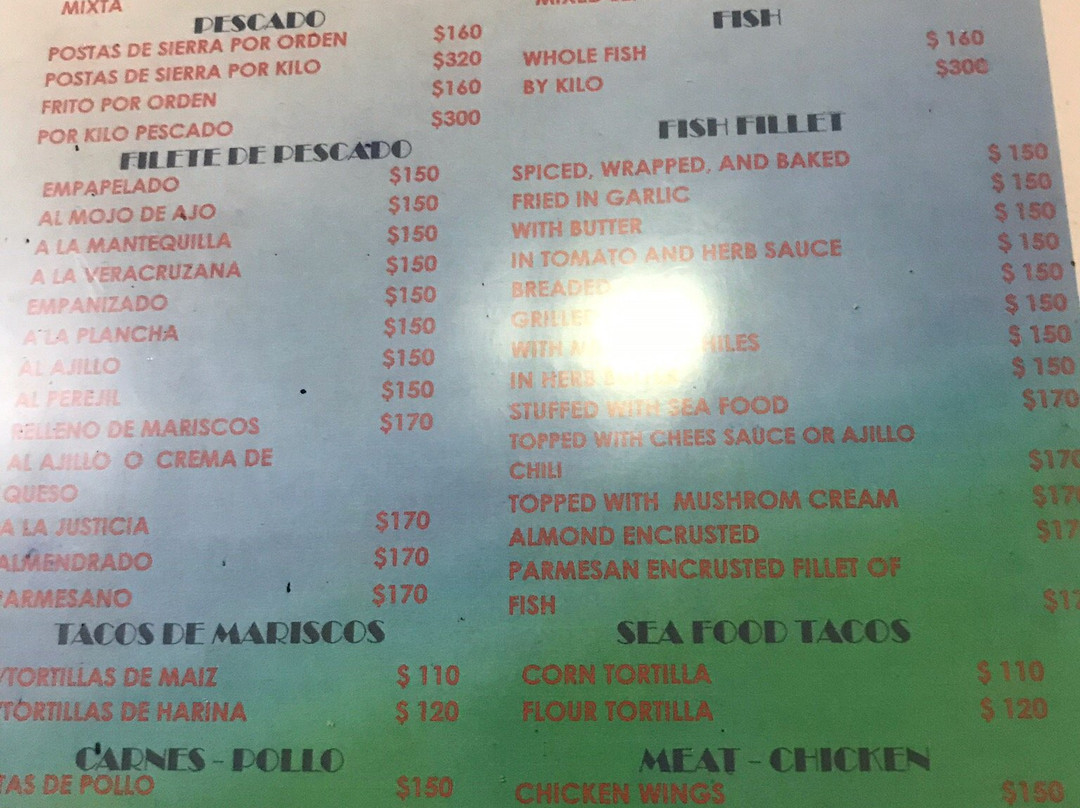 MIXTA
PESCADO
POSTAS DE SIERRA POR ORDEN $160
POSTAS DE SIERRA POR KILO $320
FRITO POR ORDEN $160
POR KILO PESCADO $300
FILETE DE PESCADO
EMPAPELADO $150
AL MOJO DE AJO $150
A LA MANTEQUILLA $150
A LA VERACRUZANA $150
EMPANIZADO $150
A LA PLANCHA $150
AL AJILLO $150
AL PEREJIL $150
RELLENO DE MARISCOS $170
AL AJILLO O CREMA DE
QUESO
A LA JUSTICIA $170
ALMENDRADO $170
PARMESANO $170
TACOS DE MARISCOS
/TORTILLAS DE MAIZ $ 110
/TORTILLAS DE HARINA $ 120
CARNES - POLLO
TAS DE POLLO $150
FISH
WHOLE FISH $ 160
BY KILO $300
FISH FILLET
SPICED, WRAPPED, AND BAKED $ 150
FRIED IN GARLIC $ 150
WITH BUTTER $ 150
IN TOMATO AND HERB SAUCE $ 150
BREADED $ 150
GRILLE $ 150
WITH HILES $ 150
IN HERB $ 150
STUFFED WITH SEA FOOD $170
TOPPED WITH CHEES SAUCE OR AJILLO
CHILI $170
TOPPED WITH MUSHROM CREAM $170
ALMOND ENCRUSTED $17
PARMESAN ENCRUSTED FILLET OF
FISH $17
SEA FOOD TACOS
CORN TORTILLA $ 110
FLOUR TORTILLA $ 120
MEAT - CHICKEN
CHICKEN WINGS $150